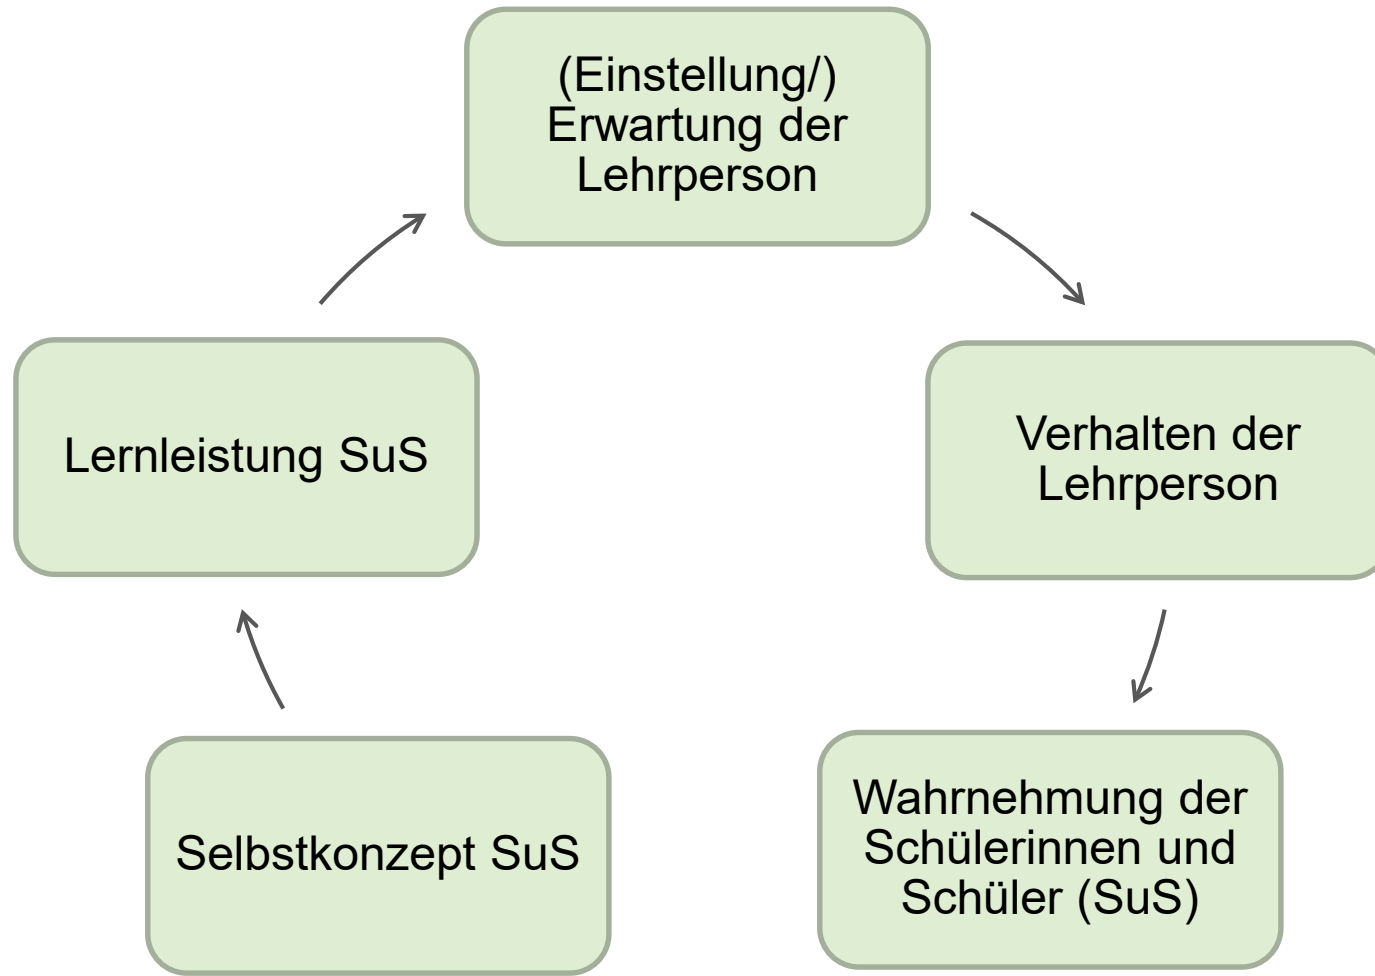 (Einstellung/)
Erwartung der
Lehrperson
Verhalten der
Lehrperson
Wahrnehmung der
Schülerinnen und
Schüler (SuS)
Selbstkonzept SuS
Lernleistung SuS